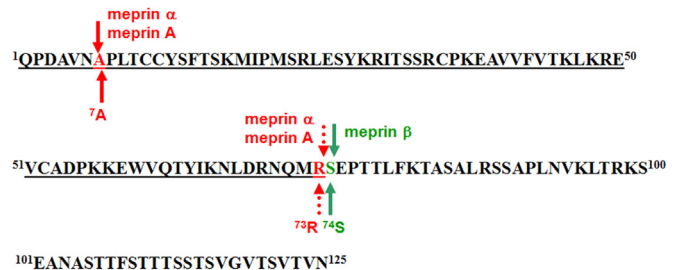 meprin α
meprin A
¹QPDAVNAPLTCCYSFTSKMIPMSRLESYKRITSSRCPKEAVVFVTKLKRE⁵⁰
⁷A
meprin α
meprin A
meprin β
⁵¹VCADPKKEWVQTYIKNLDRNQMRSEPTTLFKTASALRSSAPLNVKLTRKS¹⁰⁰
⁷³R ⁷⁴S
¹⁰¹EANASTTFSTTTSSTSVGVTSVTVN¹²⁵